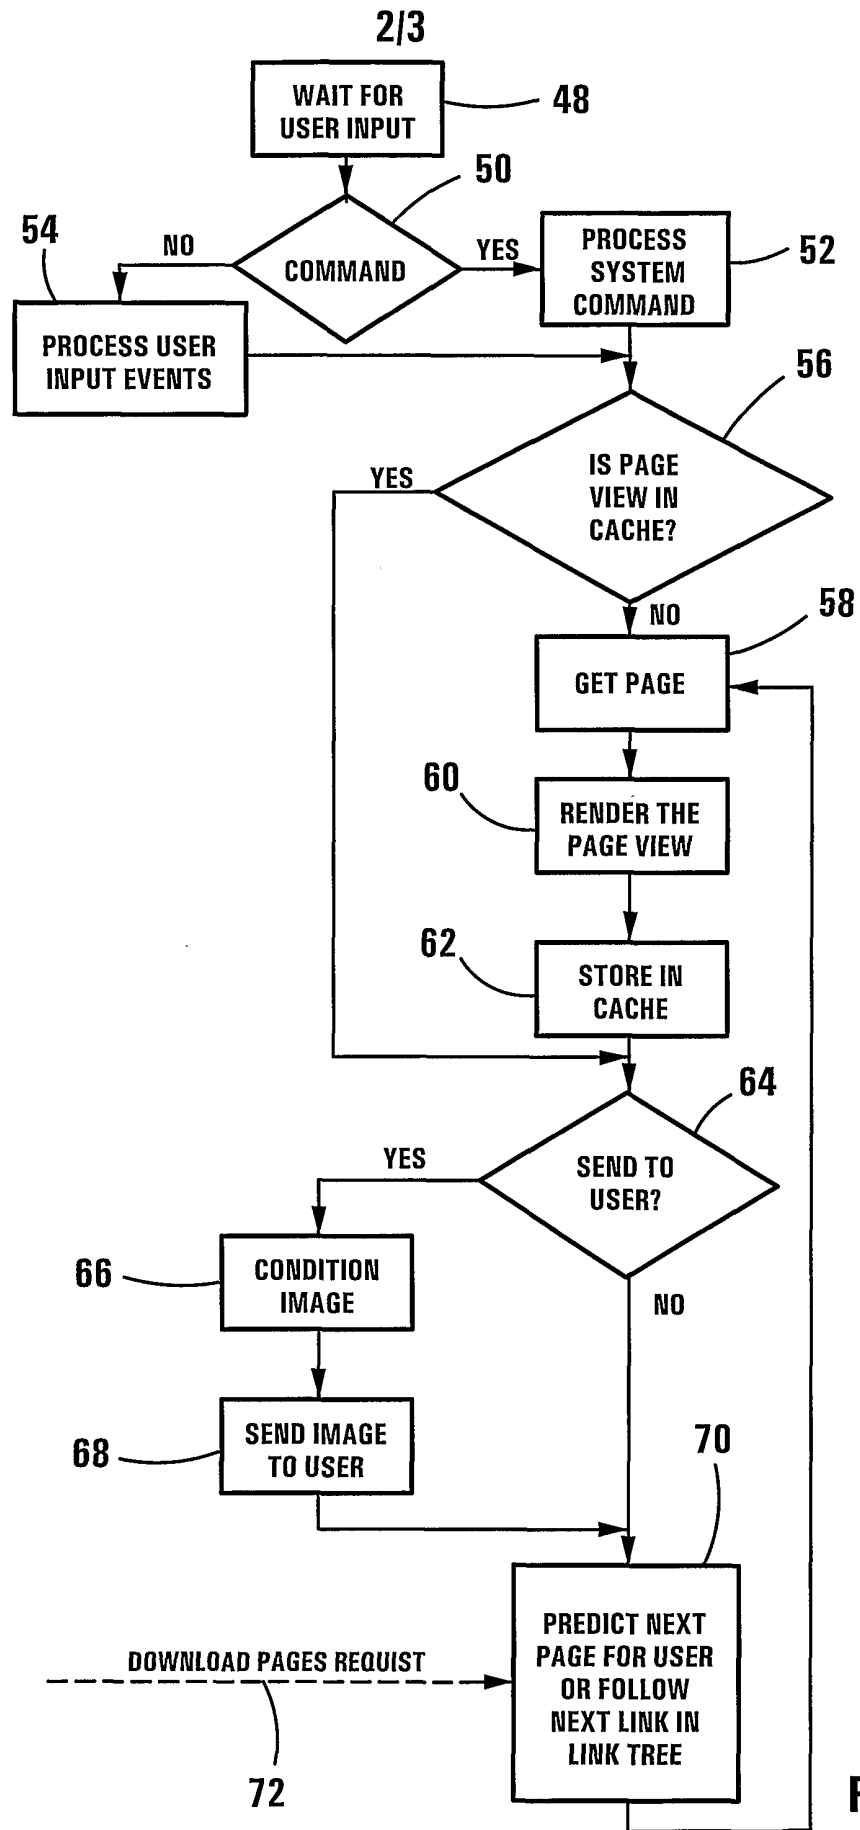 2/3
WAIT FOR
USER INPUT
48
50
COMMAND
NO
YES
54
PROCESS
SYSTEM
COMMAND
52
PROCESS USER
INPUT EVENTS
56
IS PAGE
VIEW IN
CACHE?
YES
NO
58
GET PAGE
60
RENDER THE
PAGE VIEW
62
STORE IN
CACHE
64
SEND TO
USER?
YES
NO
66
CONDITION
IMAGE
68
SEND IMAGE
TO USER
70
PREDICT NEXT
PAGE FOR USER
OR FOLLOW
NEXT LINK IN
LINK TREE
DOWNLOAD PAGES REQUIST
72